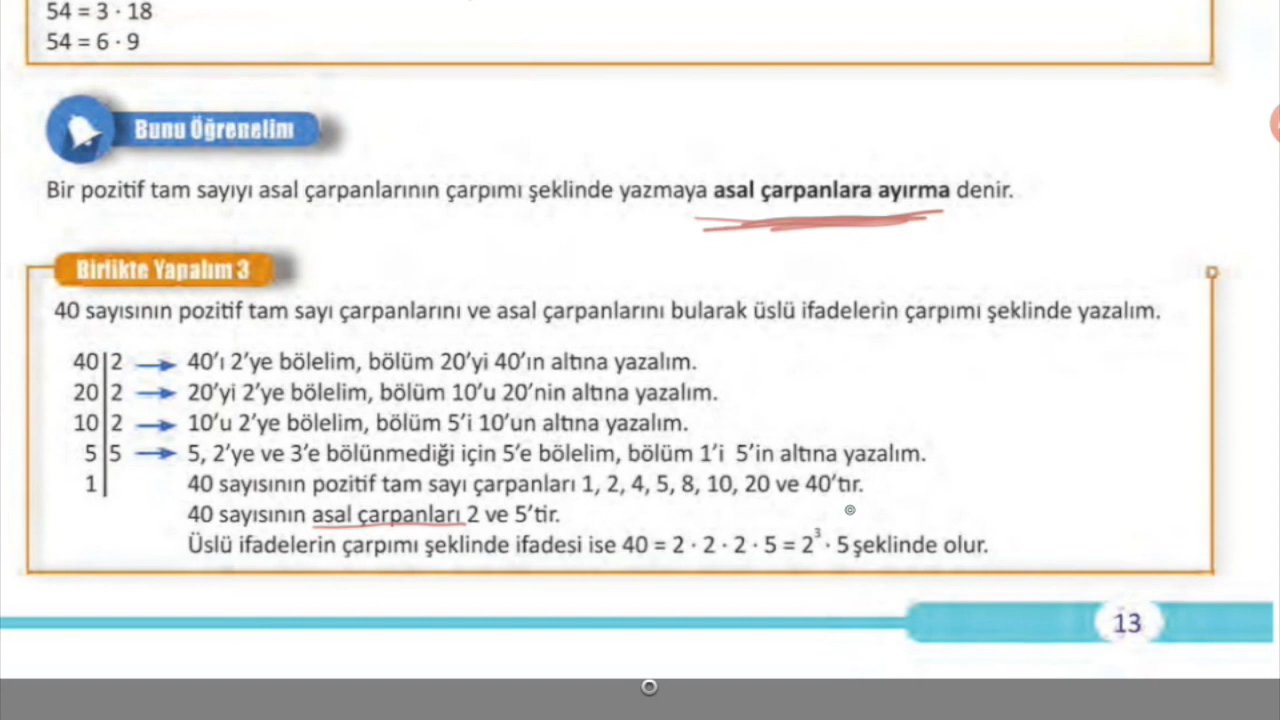 54 = 3 · 18
54 = 6 · 9
Bunu Öğrenelim
Bir pozitif tam sayıyı asal çarpanlarının çarpımı şeklinde yazmaya asal çarpanlara ayırma denir.
Birlikte Yapalım 3
40 sayısının pozitif tam sayı çarpanlarını ve asal çarpanlarını bularak üslü ifadelerin çarpımı şeklinde yazalım.
40 | 2 → 40'ı 2'ye bölelim, bölüm 20'yi 40'ın altına yazalım.
20 | 2 → 20'yi 2'ye bölelim, bölüm 10'u 20'nin altına yazalım.
10 | 2 → 10'u 2'ye bölelim, bölüm 5'i 10'un altına yazalım.
5 | 5 → 5, 2'ye ve 3'e bölünmediği için 5'e bölelim, bölüm 1'i 5'in altına yazalım.
1 | 40 sayısının pozitif tam sayı çarpanları 1, 2, 4, 5, 8, 10, 20 ve 40'tır.
40 sayısının asal çarpanları 2 ve 5'tir.
Üslü ifadelerin çarpımı şeklinde ifadesi ise 40 = 2 · 2 · 2 · 5 = 2³ · 5 şeklinde olur.
13